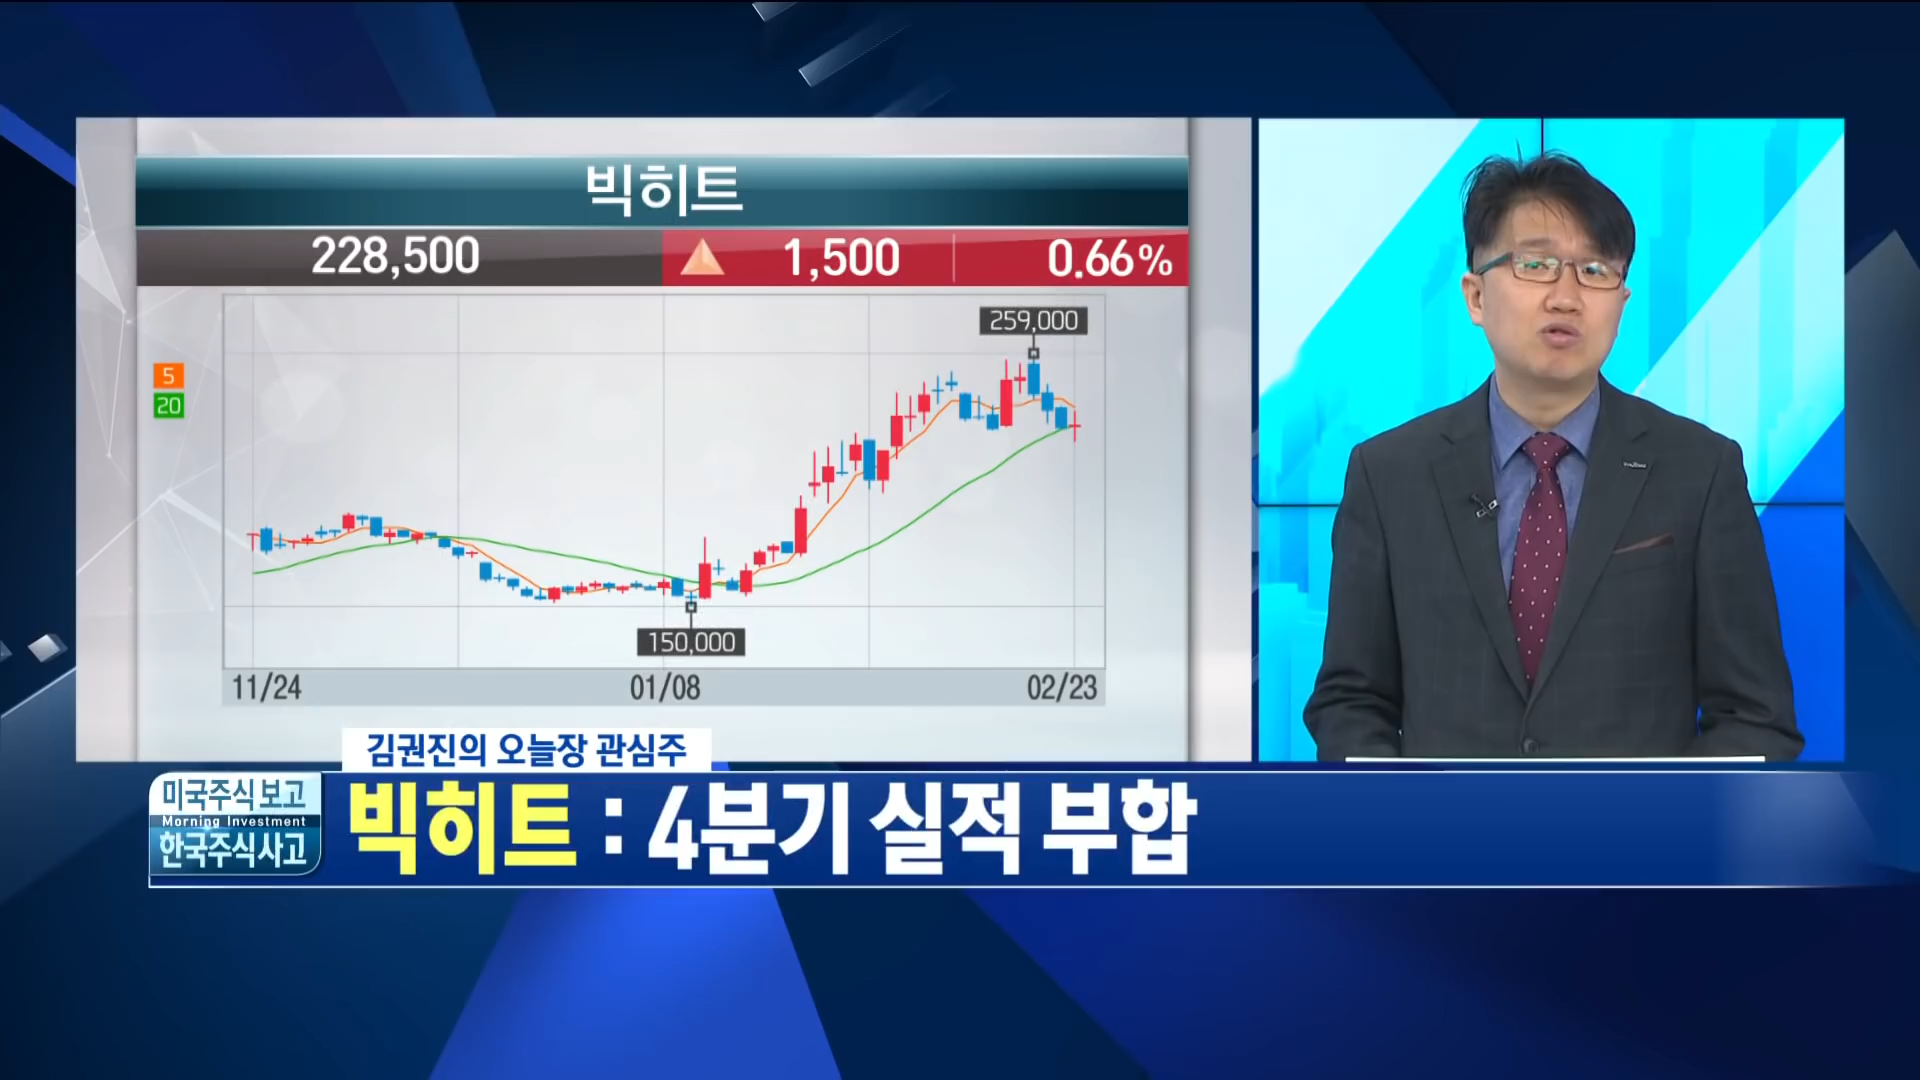 빅히트
228,500 ▲ 1,500 0.66%
259,000
5
20
150,000
11/24 01/08 02/23
김권진의 오늘장 관심주
미국주식 보고
Morning Investment
한국주식 사고
빅히트 : 4분기 실적 부합